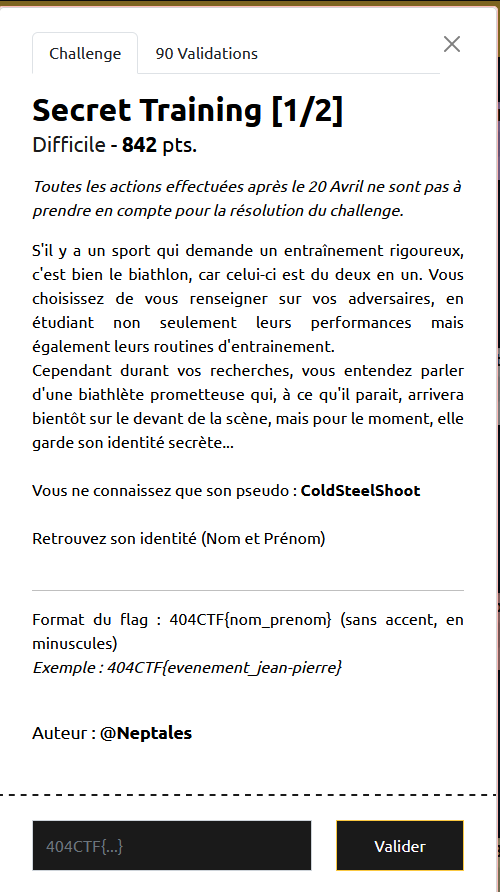 Challenge
90 Validations
Secret Training [1/2]
Difficile - 842 pts.
Toutes les actions effectuées après le 20 Avril ne sont pas à
prendre en compte pour la résolution du challenge.
S'il y a un sport qui demande un entraînement rigoureux,
c'est bien le biathlon, car celui-ci est du deux en un. Vous
choisissez de vous renseigner sur vos adversaires, en
étudiant non seulement leurs performances mais
également leurs routines d'entrainement.
Cependant durant vos recherches, vous entendez parler
d'une biathlète prometteuse qui, à ce qu'il parait, arrivera
bientôt sur le devant de la scène, mais pour le moment, elle
garde son identité secrète...
Vous ne connaissez que son pseudo : ColdSteelShoot
Retrouvez son identité (Nom et Prénom)
Format du flag : 404CTF{nom_prenom} (sans accent, en
minuscules)
Exemple : 404CTF{evenement_jean-pierre}
Auteur : @Neptales
404CTF{...}
Valider